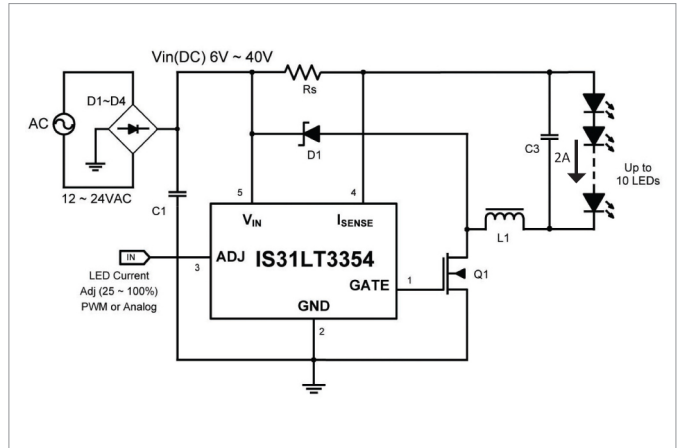 Vin(DC) 6V ~ 40V
Rs
D1~D4
AC
12 ~ 24VAC
C1
D1
C3
2A
Up to
10 LEDs
5
4
VIN
ISENSE
L1
IN
3
ADJ
IS31LT3354
LED Current
Adj (25 ~ 100%)
PWM or Analog
GATE
1
Q1
GND
2